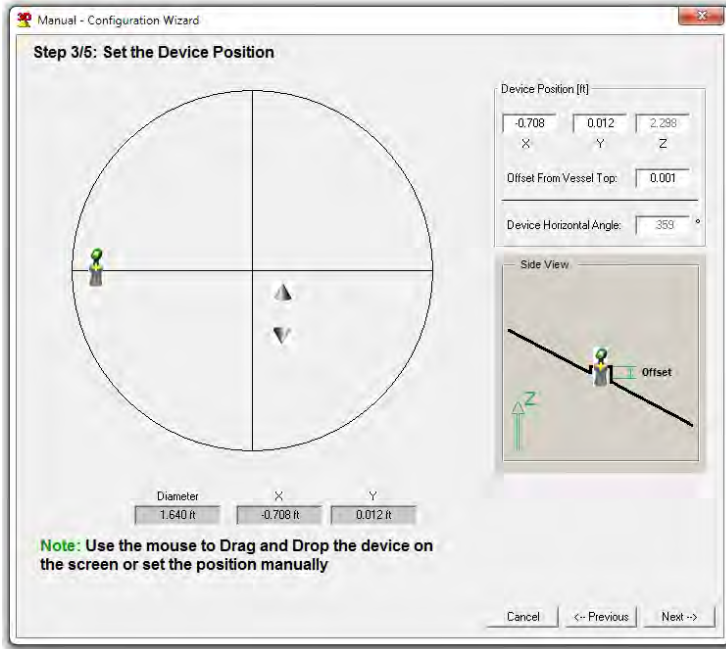 Manual - Configuration Wizard
Step 3/5: Set the Device Position
Device Position [ft]
-0.708 0.012 2.298
X Y Z
Offset From Vessel Top: 0.001
Device Horizontal Angle: 359 °
Side View
Offset
Z
Diameter X Y
1.640 ft -0.708 ft 0.012 ft
Note: Use the mouse to Drag and Drop the device on
the screen or set the position manually
Cancel <-- Previous Next -->